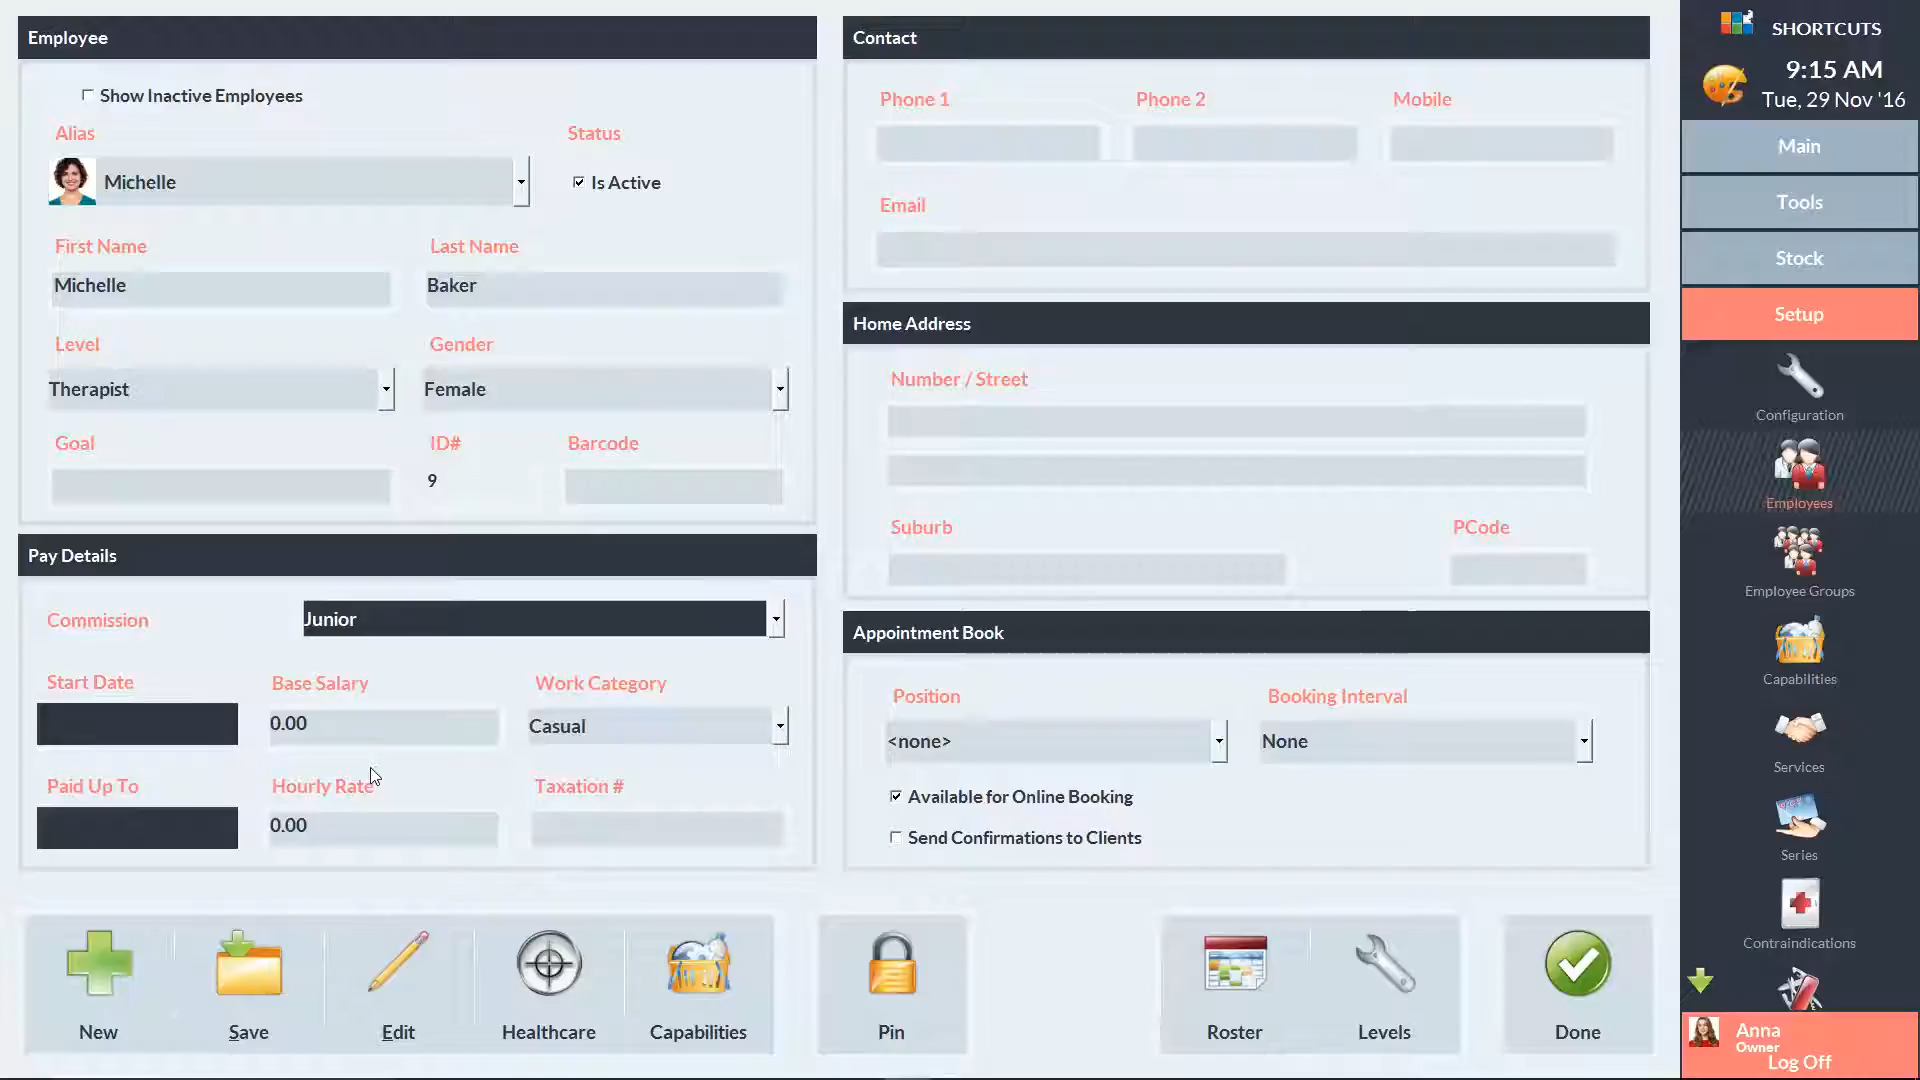 Employee
Show Inactive Employees
Alias
Status
Michelle
Is Active
First Name
Last Name
Michelle
Baker
Level
Gender
Therapist
Female
Goal
ID#
Barcode
9
Pay Details
Commission
Junior
Start Date
Base Salary
Work Category
0.00
Casual
Paid Up To
Hourly Rate
Taxation #
0.00
Contact
Phone 1
Phone 2
Mobile
Email
Home Address
Number / Street
Suburb
PCode
Appointment Book
Position
Booking Interval
<none>
None
Available for Online Booking
Send Confirmations to Clients
New
Save
Edit
Healthcare
Capabilities
Pin
Roster
Levels
Done
SHORTCUTS
9:15 AM
Tue, 29 Nov '16
Main
Tools
Stock
Setup
Configuration
Employees
Employee Groups
Capabilities
Services
Series
Contraindications
Anna
Owner
Log Off